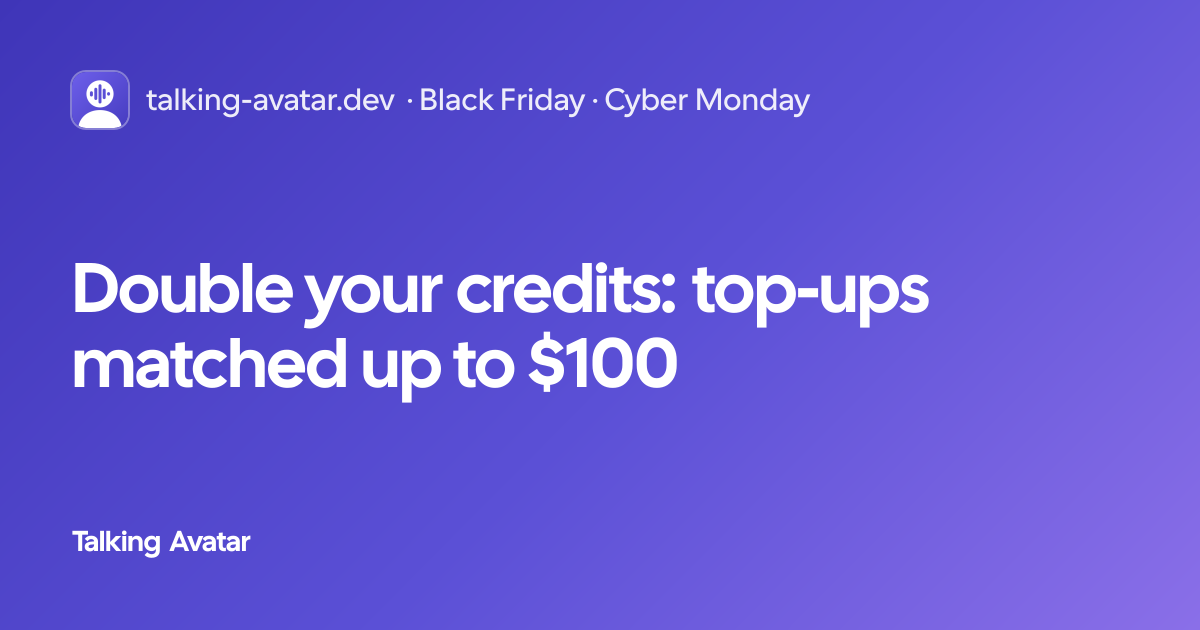 talking-avatar.dev · Black Friday · Cyber Monday
Double your credits: top-ups
matched up to $100
Talking Avatar